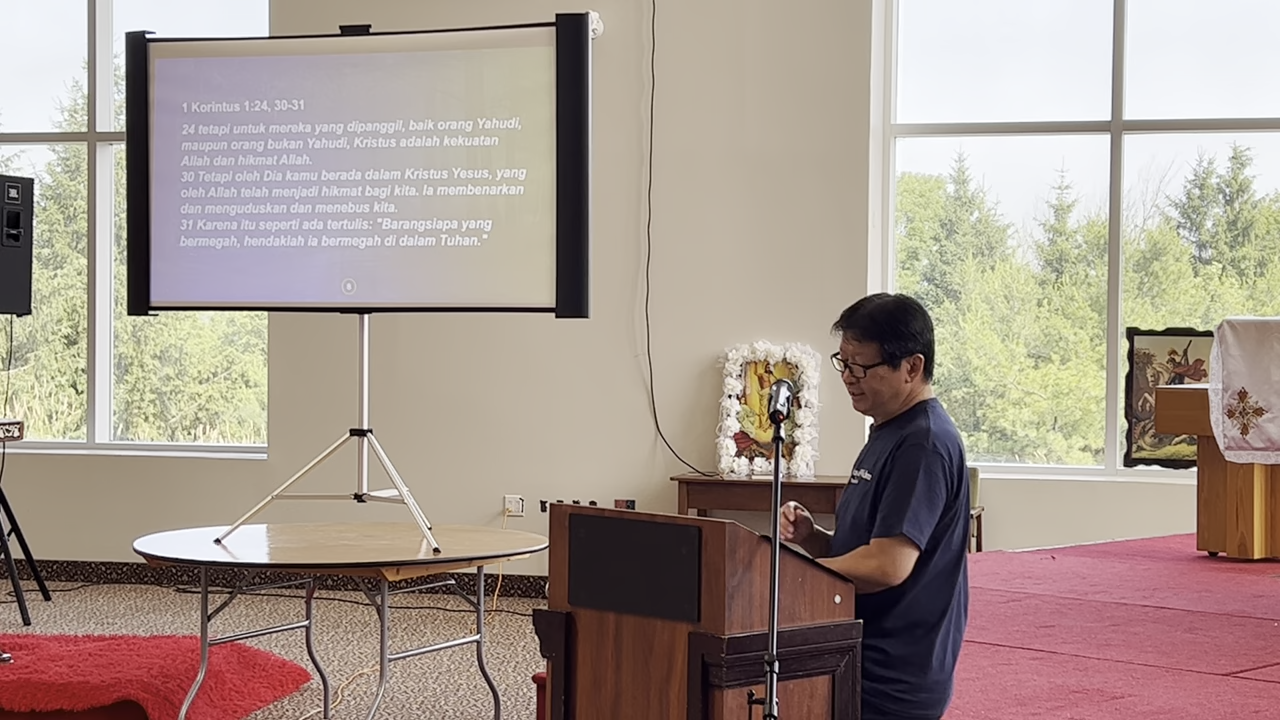 1 Korintus 1:24, 30-31
24 tetapi untuk mereka yang dipanggil, baik orang Yahudi,
maupun orang bukan Yahudi, Kristus adalah kekuatan
Allah dan hikmat Allah.
30 Tetapi oleh Dia kamu berada dalam Kristus Yesus, yang
oleh Allah telah menjadi hikmat bagi kita. Ia membenarkan
dan menguduskan dan menebus kita.
31 Karena itu seperti ada tertulis: "Barangsiapa yang
bermegah, hendaklah ia bermegah di dalam Tuhan."
JBL